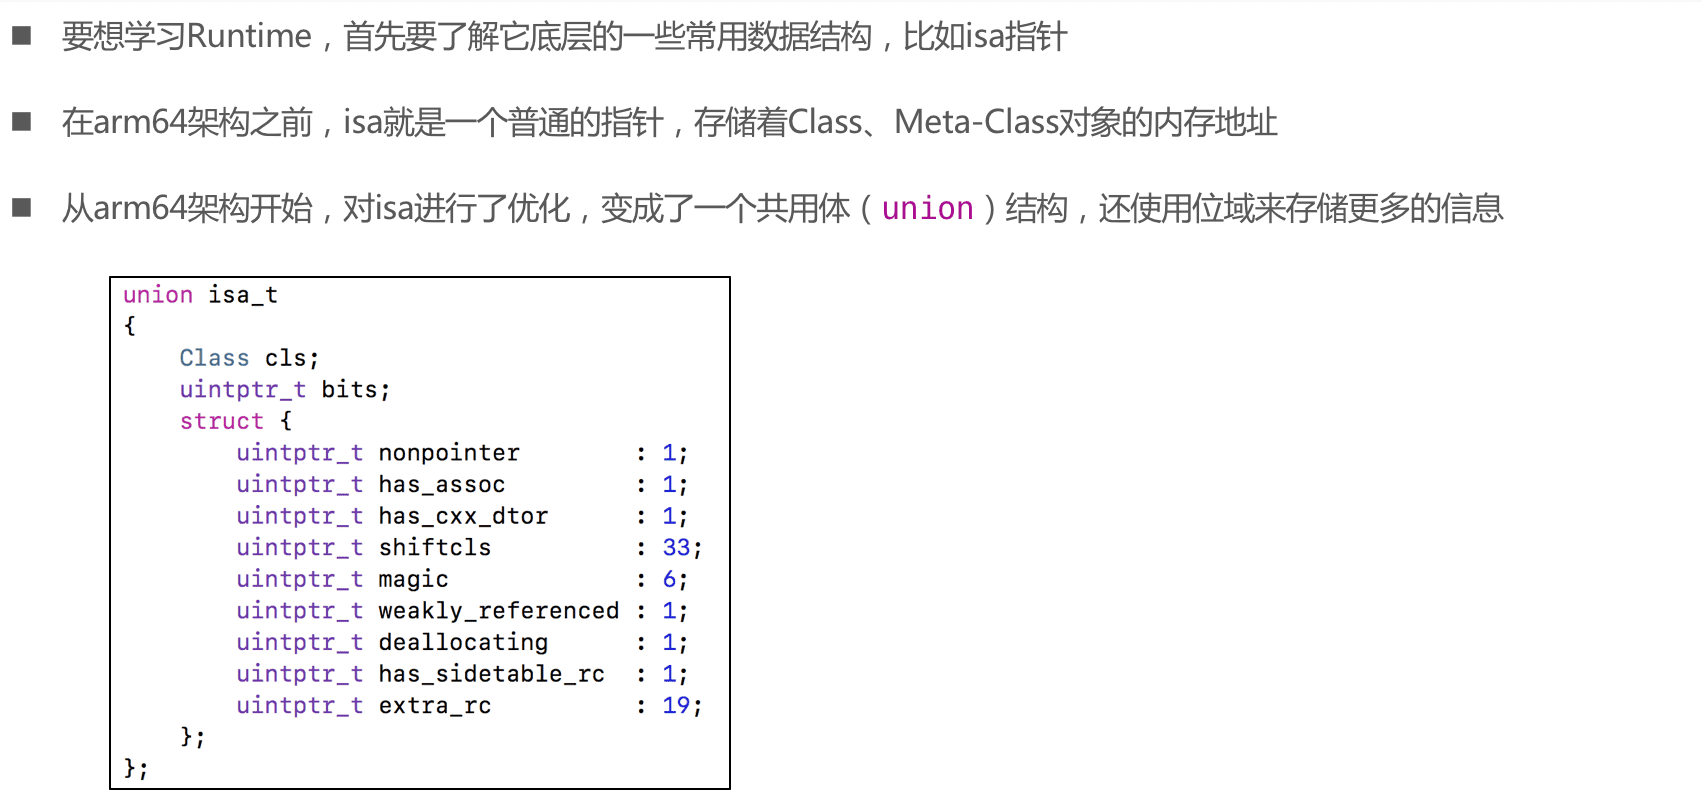 ■ 要想学习Runtime，首先要了解它底层的一些常用数据结构，比如isa指针
■ 在arm64架构之前，isa就是一个普通的指针，存储着Class、Meta-Class对象的内存地址
■ 从arm64架构开始，对isa进行了优化，变成了一个共用体（union）结构，还使用位域来存储更多的信息
union isa_t
{
    Class cls;
    uintptr_t bits;
    struct {
        uintptr_t nonpointer        : 1;
        uintptr_t has_assoc         : 1;
        uintptr_t has_cxx_dtor      : 1;
        uintptr_t shiftcls          : 33;
        uintptr_t magic             : 6;
        uintptr_t weakly_referenced : 1;
        uintptr_t deallocating      : 1;
        uintptr_t has_sidetable_rc  : 1;
        uintptr_t extra_rc          : 19;
    };
};